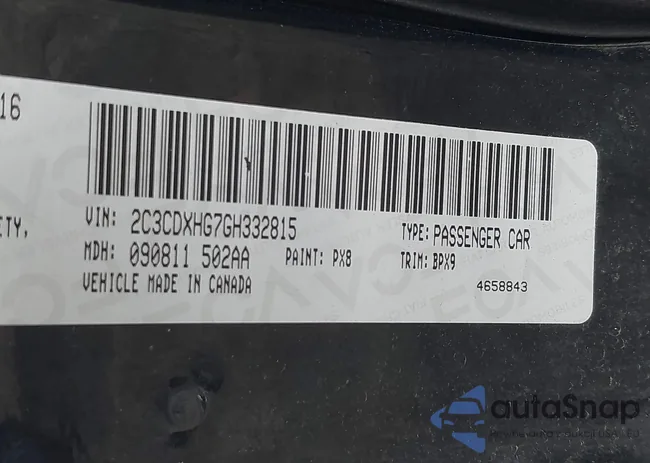 16
ETY,
VIN: 2C3CDXHG7GH332815
TYPE: PASSENGER CAR
MDH: 090811 502AA
PAINT: PX8
TRIM: BPX9
VEHICLE MADE IN CANADA
4658843
autoSnap